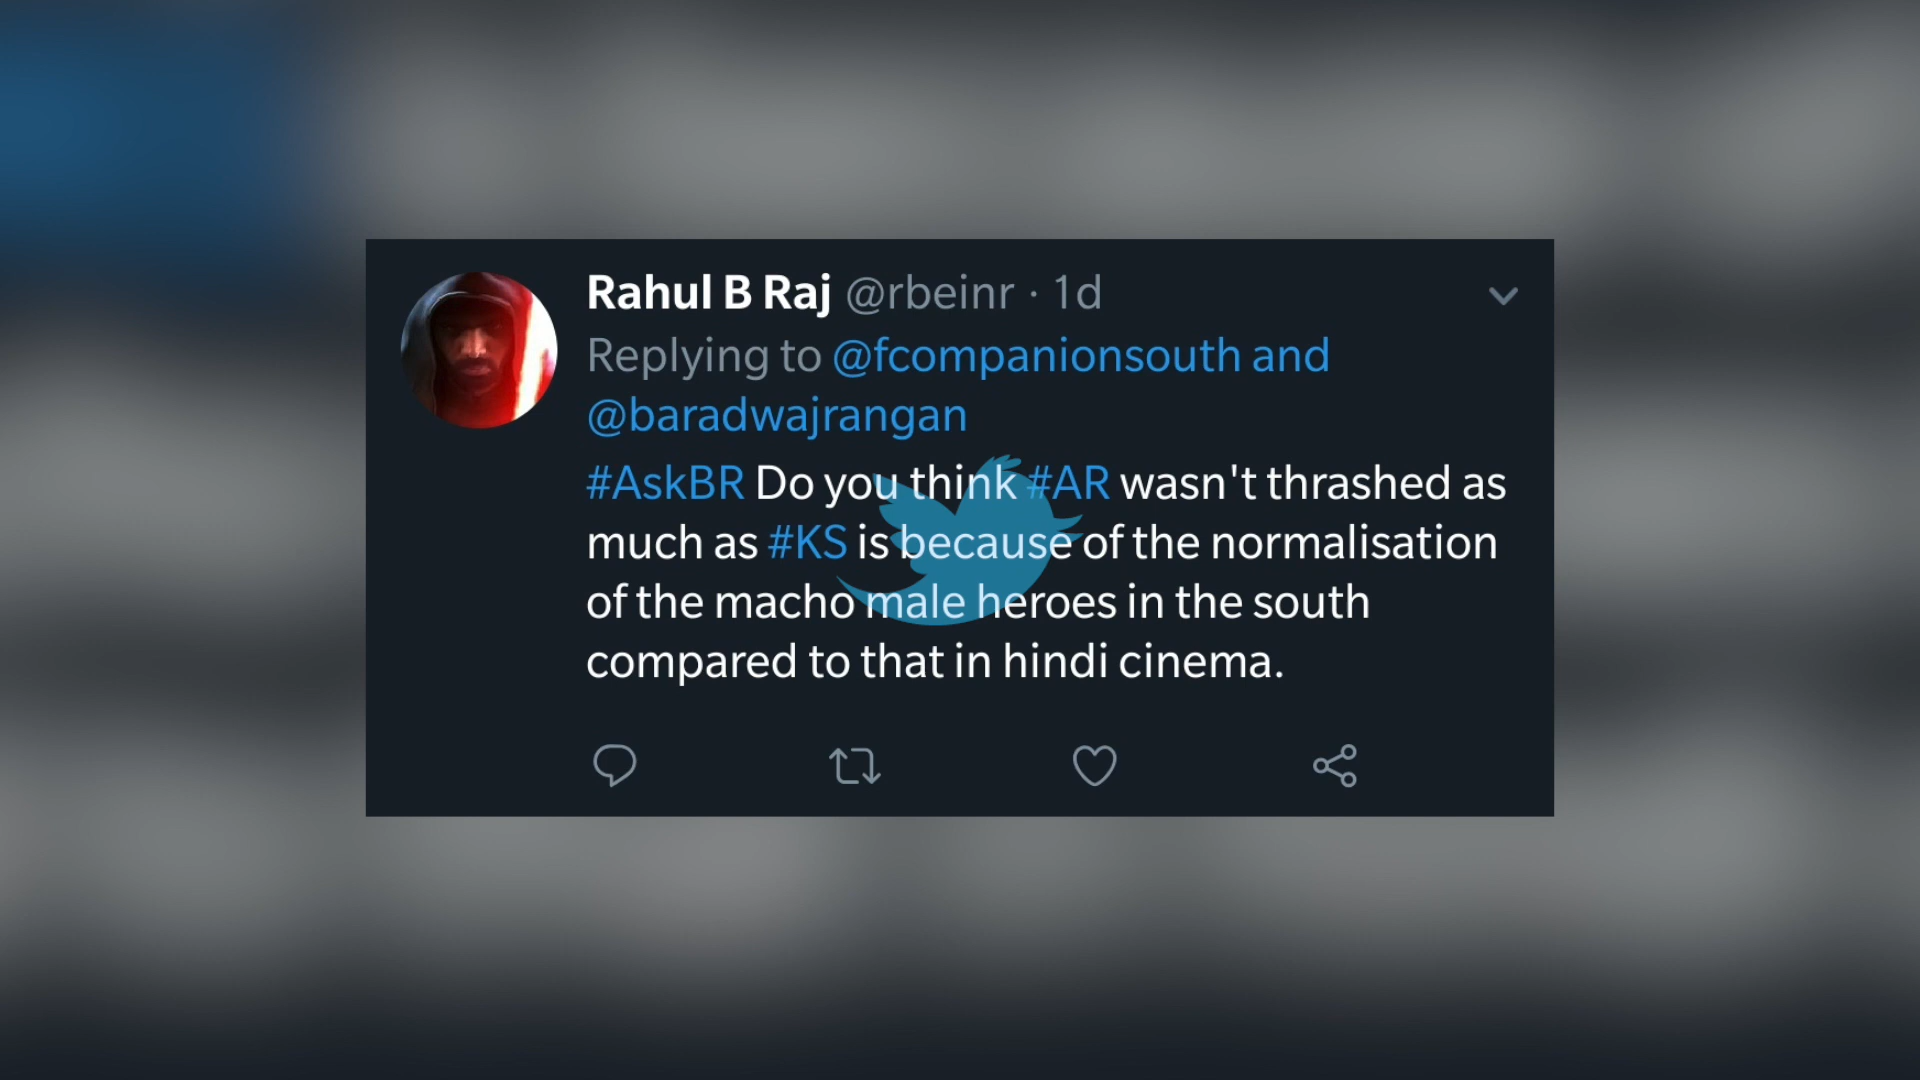 Rahul B Raj @rbeinr · 1d
Replying to @fcompanionsouth and
@baradwajrangan
#AskBR Do you think #AR wasn't thrashed as
much as #KS is because of the normalisation
of the macho male heroes in the south
compared to that in hindi cinema.